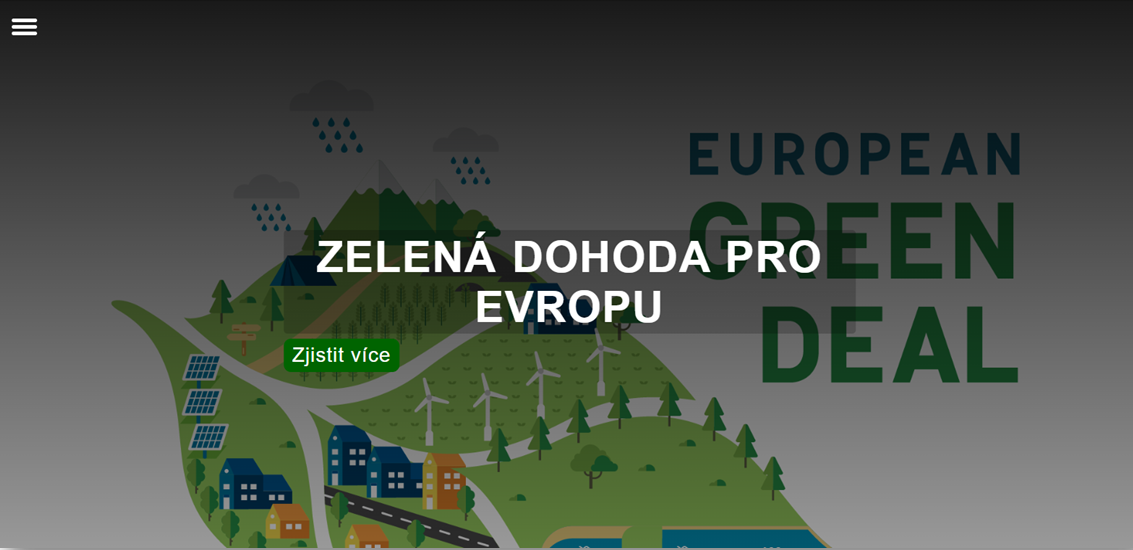 EUROPEAN
GREEN
DEAL
ZELENÁ DOHODA PRO
EVROPU
Zjistit více